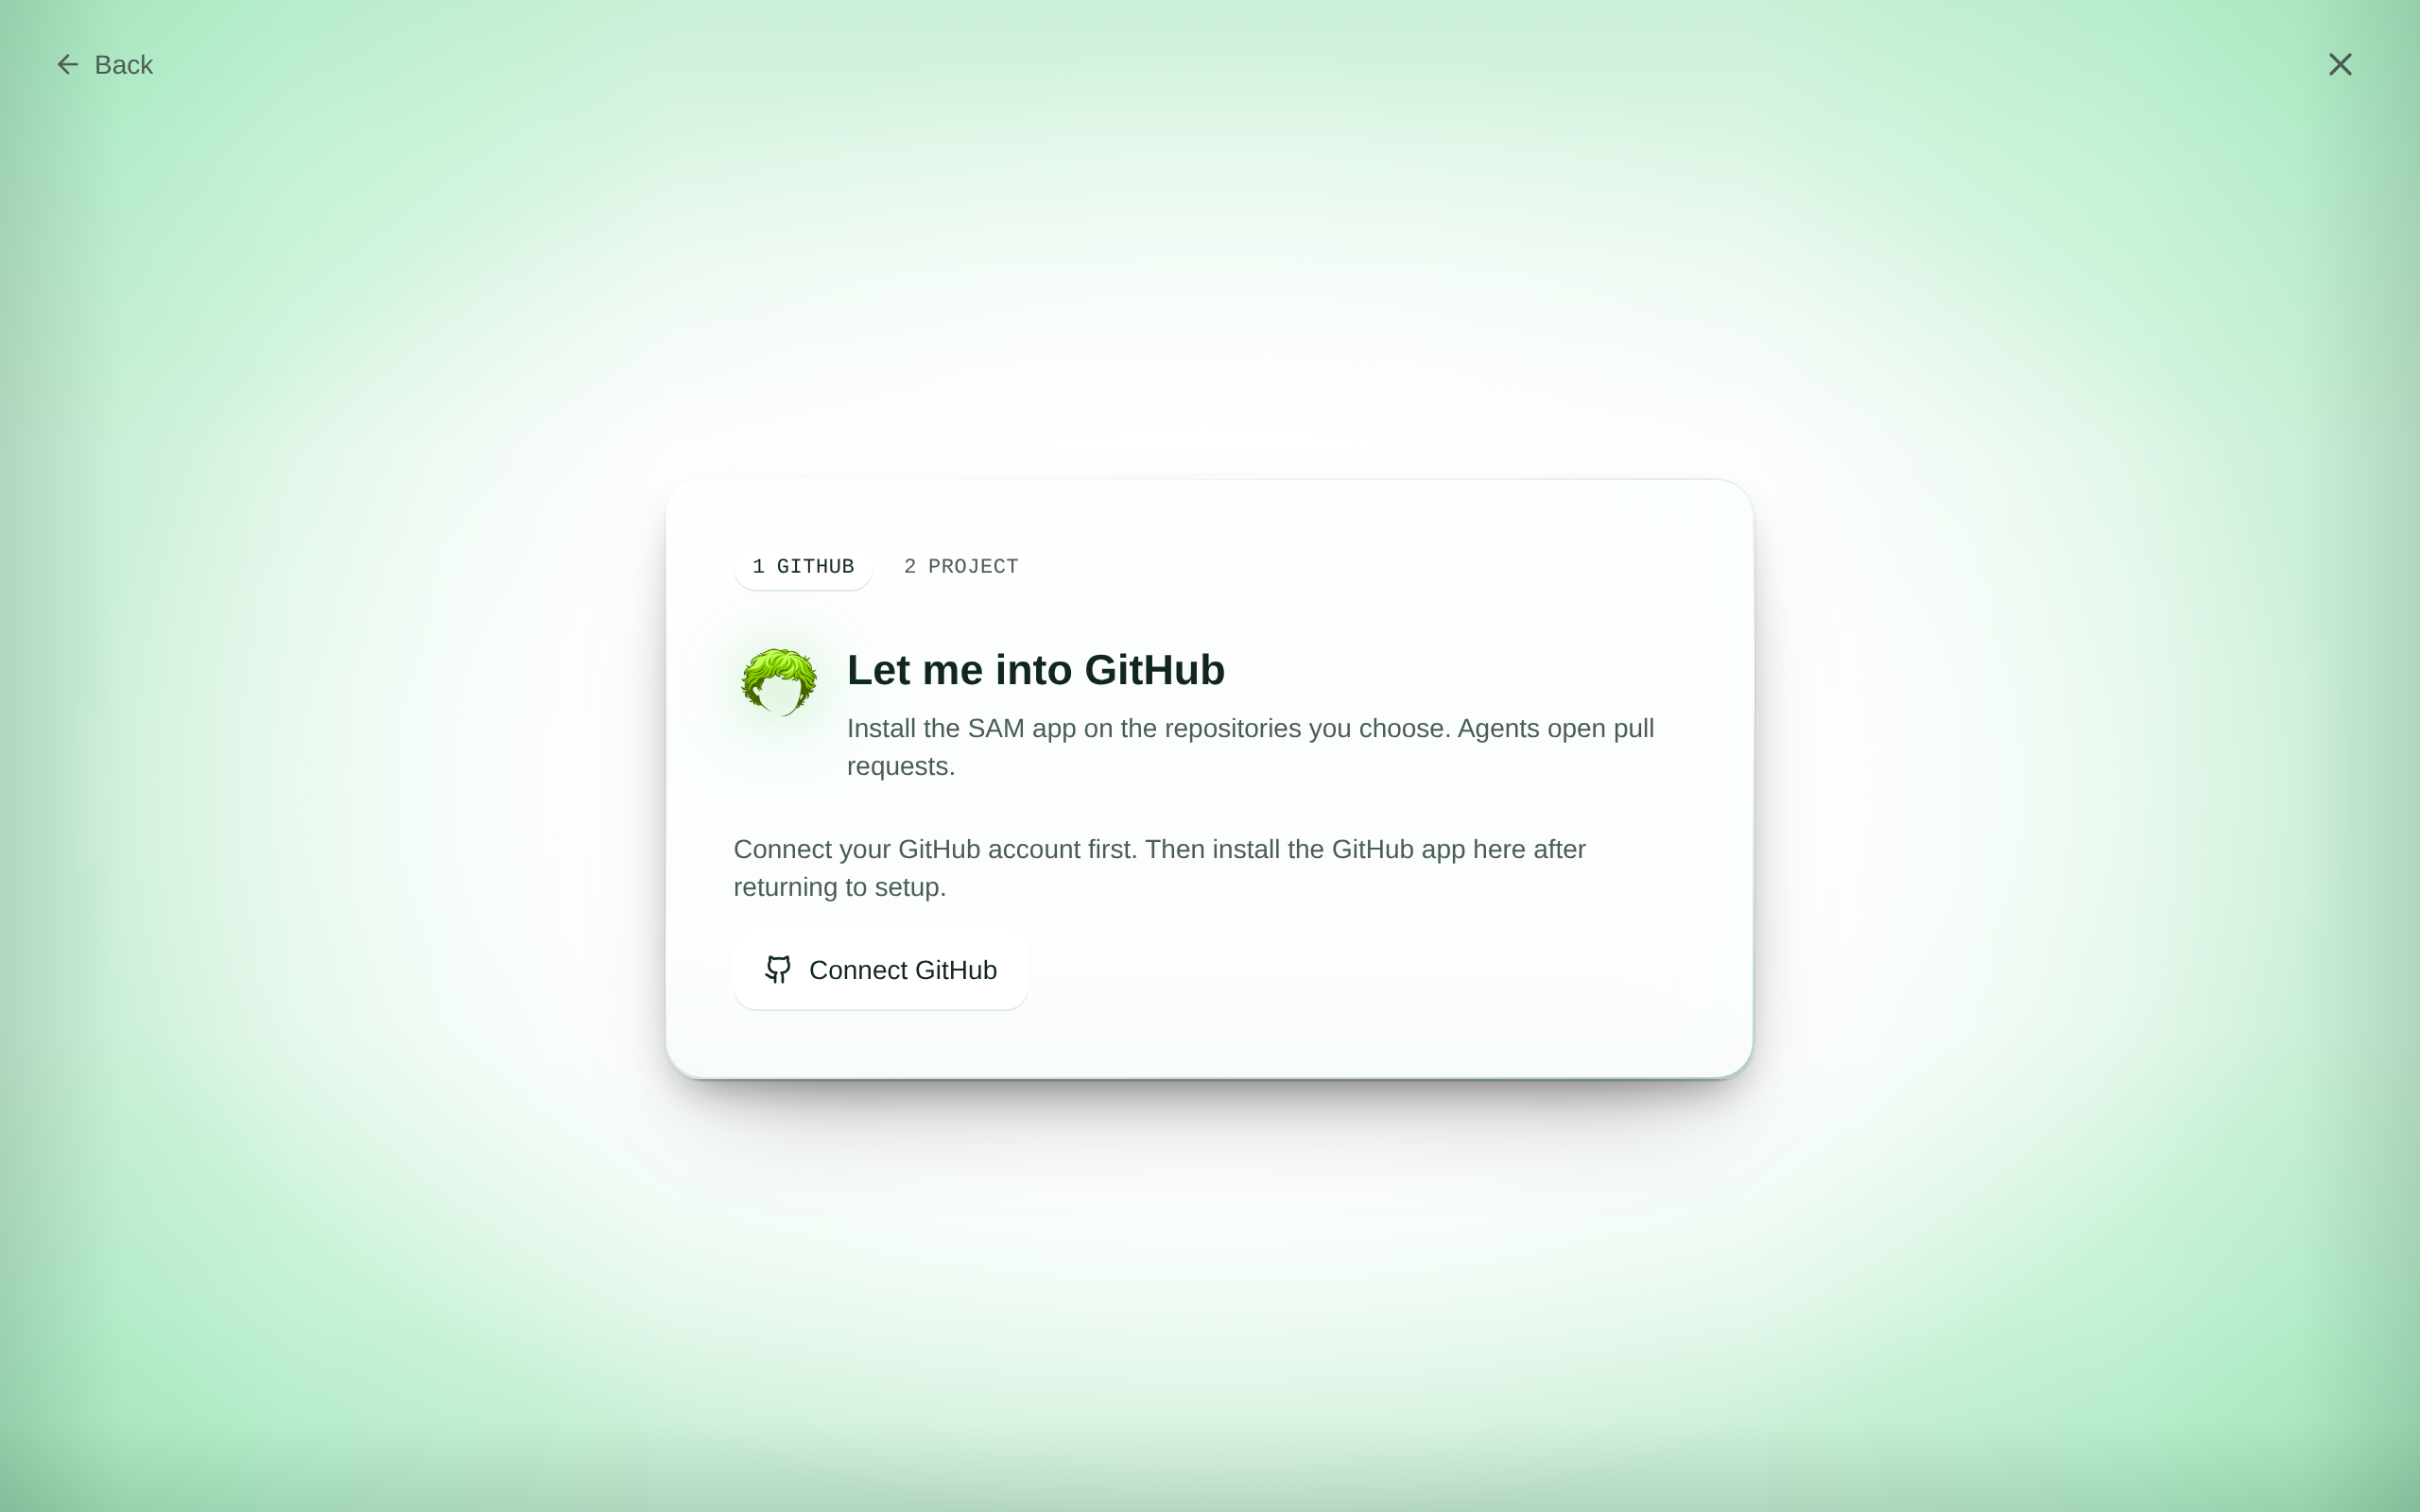 Back
1 GITHUB 2 PROJECT
Let me into GitHub
Install the SAM app on the repositories you choose. Agents open pull
requests.
Connect your GitHub account first. Then install the GitHub app here after
returning to setup.
Connect GitHub